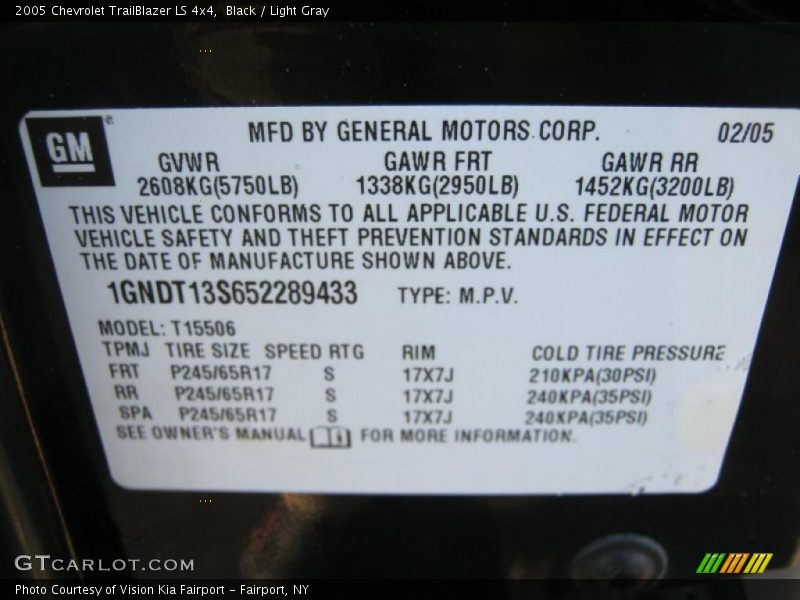 2005 Chevrolet TrailBlazer LS 4x4, Black / Light Gray
GM ® MFD BY GENERAL MOTORS CORP. 02/05
GVWR GAWR FRT GAWR RR
2608KG(5750LB) 1338KG(2950LB) 1452KG(3200LB)
THIS VEHICLE CONFORMS TO ALL APPLICABLE U.S. FEDERAL MOTOR
VEHICLE SAFETY AND THEFT PREVENTION STANDARDS IN EFFECT ON
THE DATE OF MANUFACTURE SHOWN ABOVE.
1GNDT13S652289433 TYPE: M.P.V.
MODEL: T15506
TPMJ TIRE SIZE SPEED RTG RIM COLD TIRE PRESSURE
FRT P245/65R17 S 17X7J 210KPA(30PSI)
RR P245/65R17 S 17X7J 240KPA(35PSI)
SPA P245/65R17 S 17X7J 240KPA(35PSI)
SEE OWNER'S MANUAL FOR MORE INFORMATION.
GTCARLOT.COM
Photo Courtesy of Vision Kia Fairport – Fairport, NY